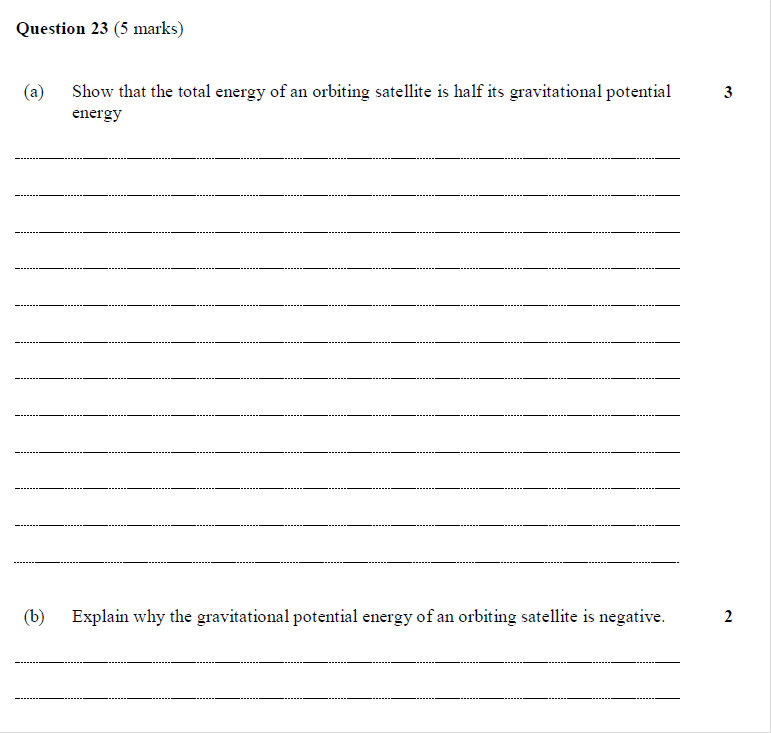 Question 23 (5 marks)
(a) Show that the total energy of an orbiting satellite is half its gravitational potential 3
energy
(b) Explain why the gravitational potential energy of an orbiting satellite is negative. 2